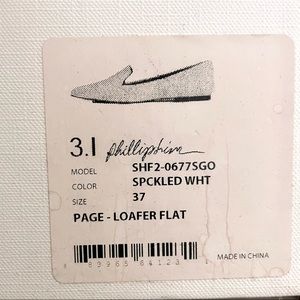 3.1 phillip lim
MODEL SHF2-0677SGO
COLOR SPCKLED WHT
SIZE 37
PAGE - LOAFER FLAT
MADE IN CHINA